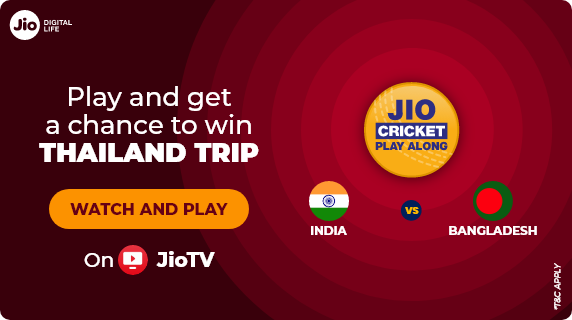 Jio DIGITAL
LIFE
Play and get
a chance to win
THAILAND TRIP
WATCH AND PLAY
On JioTV
JIO
CRICKET
PLAY ALONG
INDIA VS BANGLADESH
*T&C APPLY